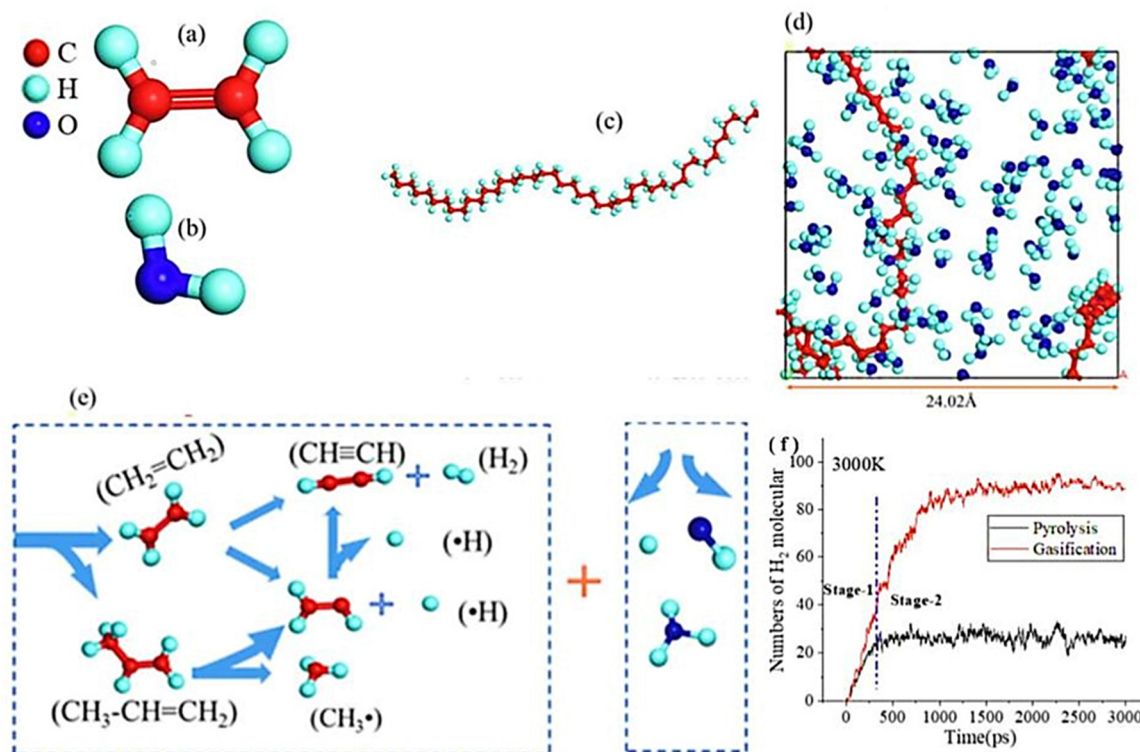 (a)
C
H
O
(b)
(c)
(d)
24.02Å
(e)
(CH₂=CH₂)
(CH≡CH)
+
(H₂)
(•H)
+
(•H)
(CH₃-CH=CH₂)
(CH₃•)
+
(f)
3000K
Pyrolysis
Gasification
Stage-1
Stage-2
Numbers of H₂ molecular
100
80
60
40
20
0
0 500 1000 1500 2000 2500 3000
Time(ps)